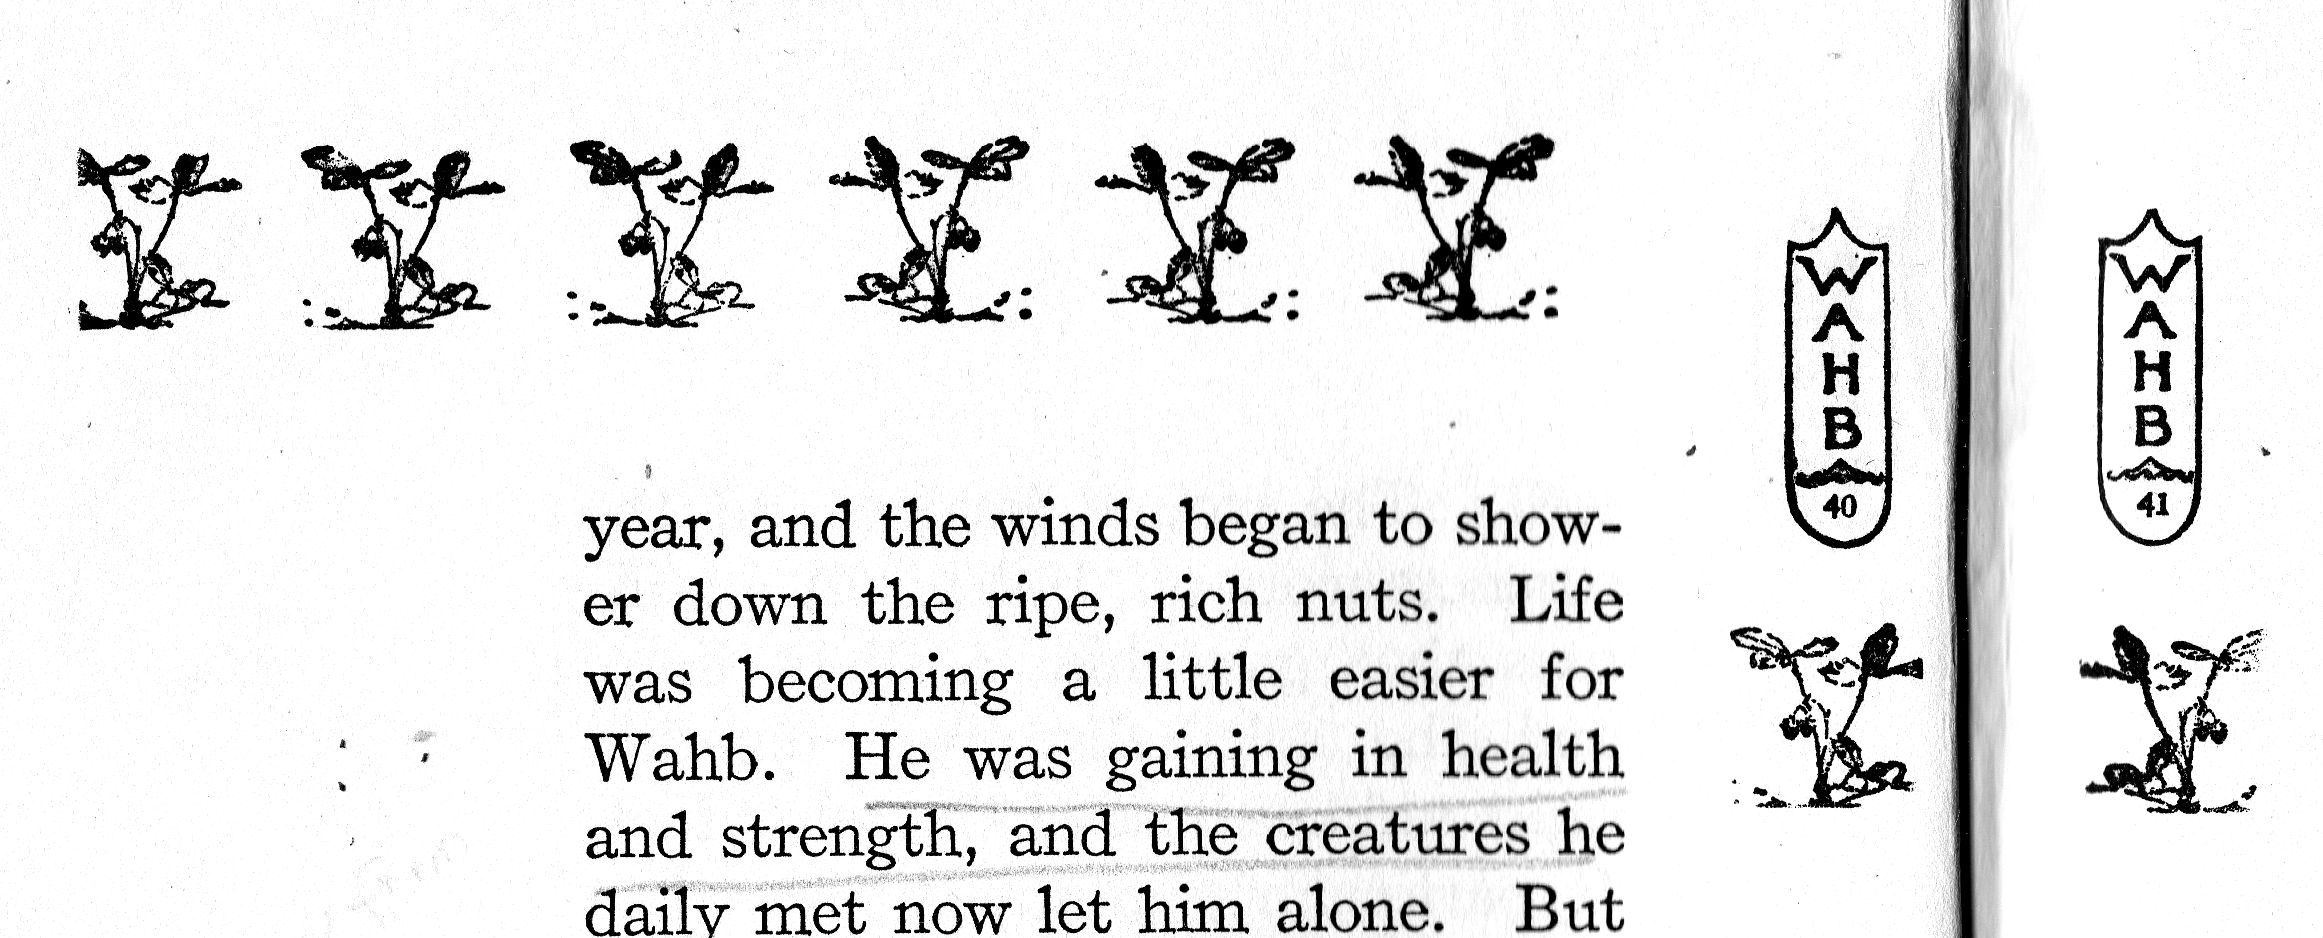 year, and the winds began to show-
er down the ripe, rich nuts. Life
was becoming a little easier for
Wahb. He was gaining in health
and strength, and the creatures he
daily met now let him alone. But
WAHB
40
WAHB
41